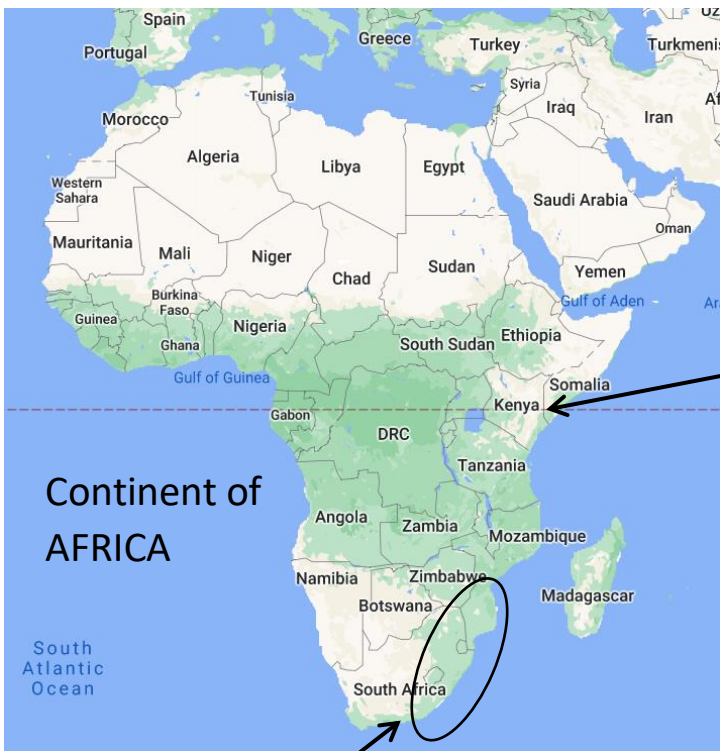 Spain
Portugal
Greece
Turkey
Turkmenis
Syria
Iraq
Iran
Tunisia
Morocco
Algeria
Libya
Egypt
Western
Sahara
Saudi Arabia
Oman
Mauritania
Mali
Niger
Chad
Sudan
Yemen
Gulf of Aden
Ara
Burkina
Faso
Guinea
Ghana
Nigeria
South Sudan
Ethiopia
Gulf of Guinea
Somalia
Kenya
Gabon
DRC
Tanzania
Continent of
AFRICA
Angola
Zambia
Mozambique
Namibia
Zimbabwe
Botswana
Madagascar
South
Atlantic
Ocean
South Africa